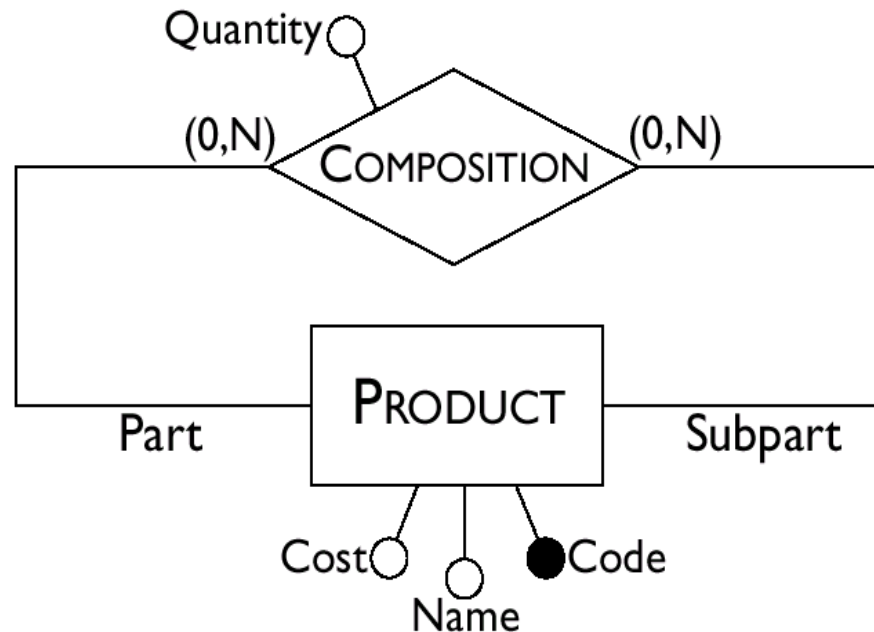 Quantity
(0,N)
COMPOSITION
(0,N)
PRODUCT
Part
Subpart
Cost
Code
Name